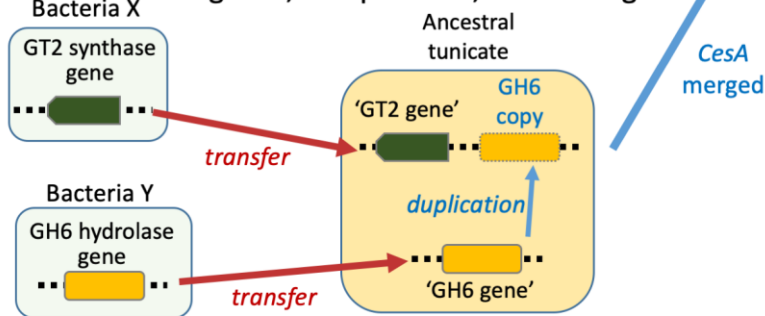 Bacteria X
GT2 synthase
gene
transfer
Bacteria Y
GH6 hydrolase
gene
transfer
Ancestral
tunicate
'GT2 gene'
GH6
copy
duplication
'GH6 gene'
CesA
merged